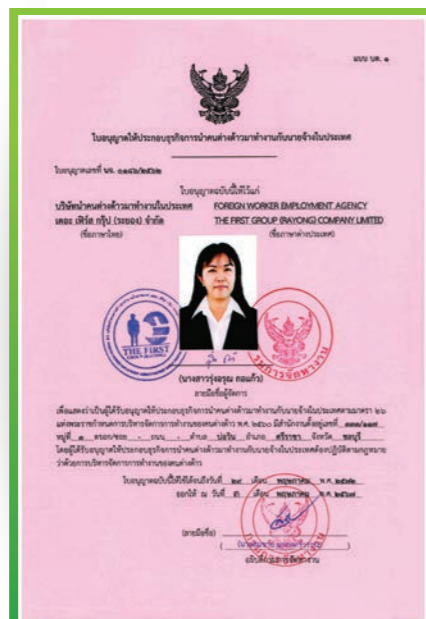 แบบ บต. ๑
ใบอนุญาตให้ประกอบธุรกิจการนำคนต่างด้าวมาทำงานกับนายจ้างในประเทศ
ใบอนุญาตเลขที่ นจ.
ใบอนุญาตฉบับนี้ให้ไว้แก่
บริษัทนำคนต่างด้าวมาทำงานในประเทศ FOREIGN WORKER EMPLOYMENT AGENCY
เดอะ เฟิร์ส กรุ๊ป (ระยอง) จำกัด THE FIRST GROUP (RAYONG) COMPANY LIMITED
(ชื่อภาษาไทย) (ชื่อภาษาต่างประเทศ)
THE FIRST
กรมการจัดหางาน
(นางสาวรุ่งอรุณ กอแก้ว)
ลายมือชื่อผู้จัดการ
เพื่อแสดงว่าเป็นผู้ได้รับอนุญาตให้ประกอบธุรกิจการนำคนต่างด้าวมาทำงานกับนายจ้างในประเทศตามมาตรา ๒๖
แห่งพระราชกำหนดการบริหารจัดการการทำงานของคนต่างด้าว พ.ศ. ๒๕๖๐ มีสำนักงานตั้งอยู่เลขที่
หมู่ที่ ๑ ตรอก/ซอย - ถนน - ตำบล บ่อวิน อำเภอ ศรีราชา จังหวัด ชลบุรี
โดยผู้ได้รับอนุญาตให้ประกอบธุรกิจการนำคนต่างด้าวมาทำงานกับนายจ้างในประเทศต้องปฏิบัติตามกฎหมาย
ว่าด้วยการบริหารจัดการการทำงานของคนต่างด้าว
ใบอนุญาตฉบับนี้ให้ใช้ได้จนถึงวันที่ เดือน พฤษภาคม พ.ศ.
ออกให้ ณ วันที่ เดือน พฤษภาคม พ.ศ. ๒๕๖๗
(ลายมือชื่อ)
อธิบดีกรมการจัดหางาน